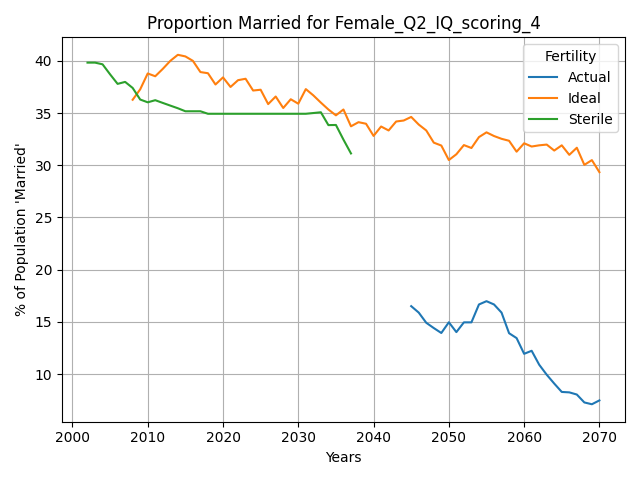 Proportion Married for Female_Q2_IQ_scoring_4
% of Population 'Married'
40
35
30
25
20
15
10
Fertility
Actual
Ideal
Sterile
2000 2010 2020 2030 2040 2050 2060 2070
Years